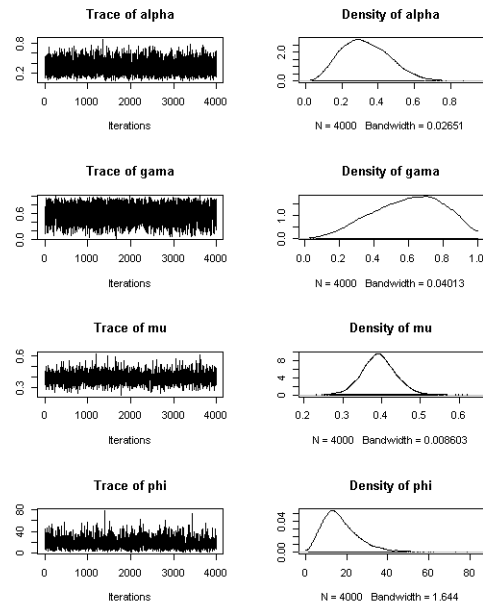 Trace of alpha
Density of alpha
0.2 0.8
0.0 2.0
0 1000 2000 3000 4000
0.0 0.2 0.4 0.6 0.8
Iterations
N = 4000 Bandwidth = 0.02651
Trace of gama
Density of gama
0.0 0.6
0.0 1.0
0 1000 2000 3000 4000
0.0 0.2 0.4 0.6 0.8 1.0
Iterations
N = 4000 Bandwidth = 0.04013
Trace of mu
Density of mu
0.3 0.6
0 4 8
0 1000 2000 3000 4000
0.2 0.3 0.4 0.5 0.6
Iterations
N = 4000 Bandwidth = 0.008603
Trace of phi
Density of phi
0 40 80
0.00 0.04
0 1000 2000 3000 4000
0 20 40 60 80
Iterations
N = 4000 Bandwidth = 1.644